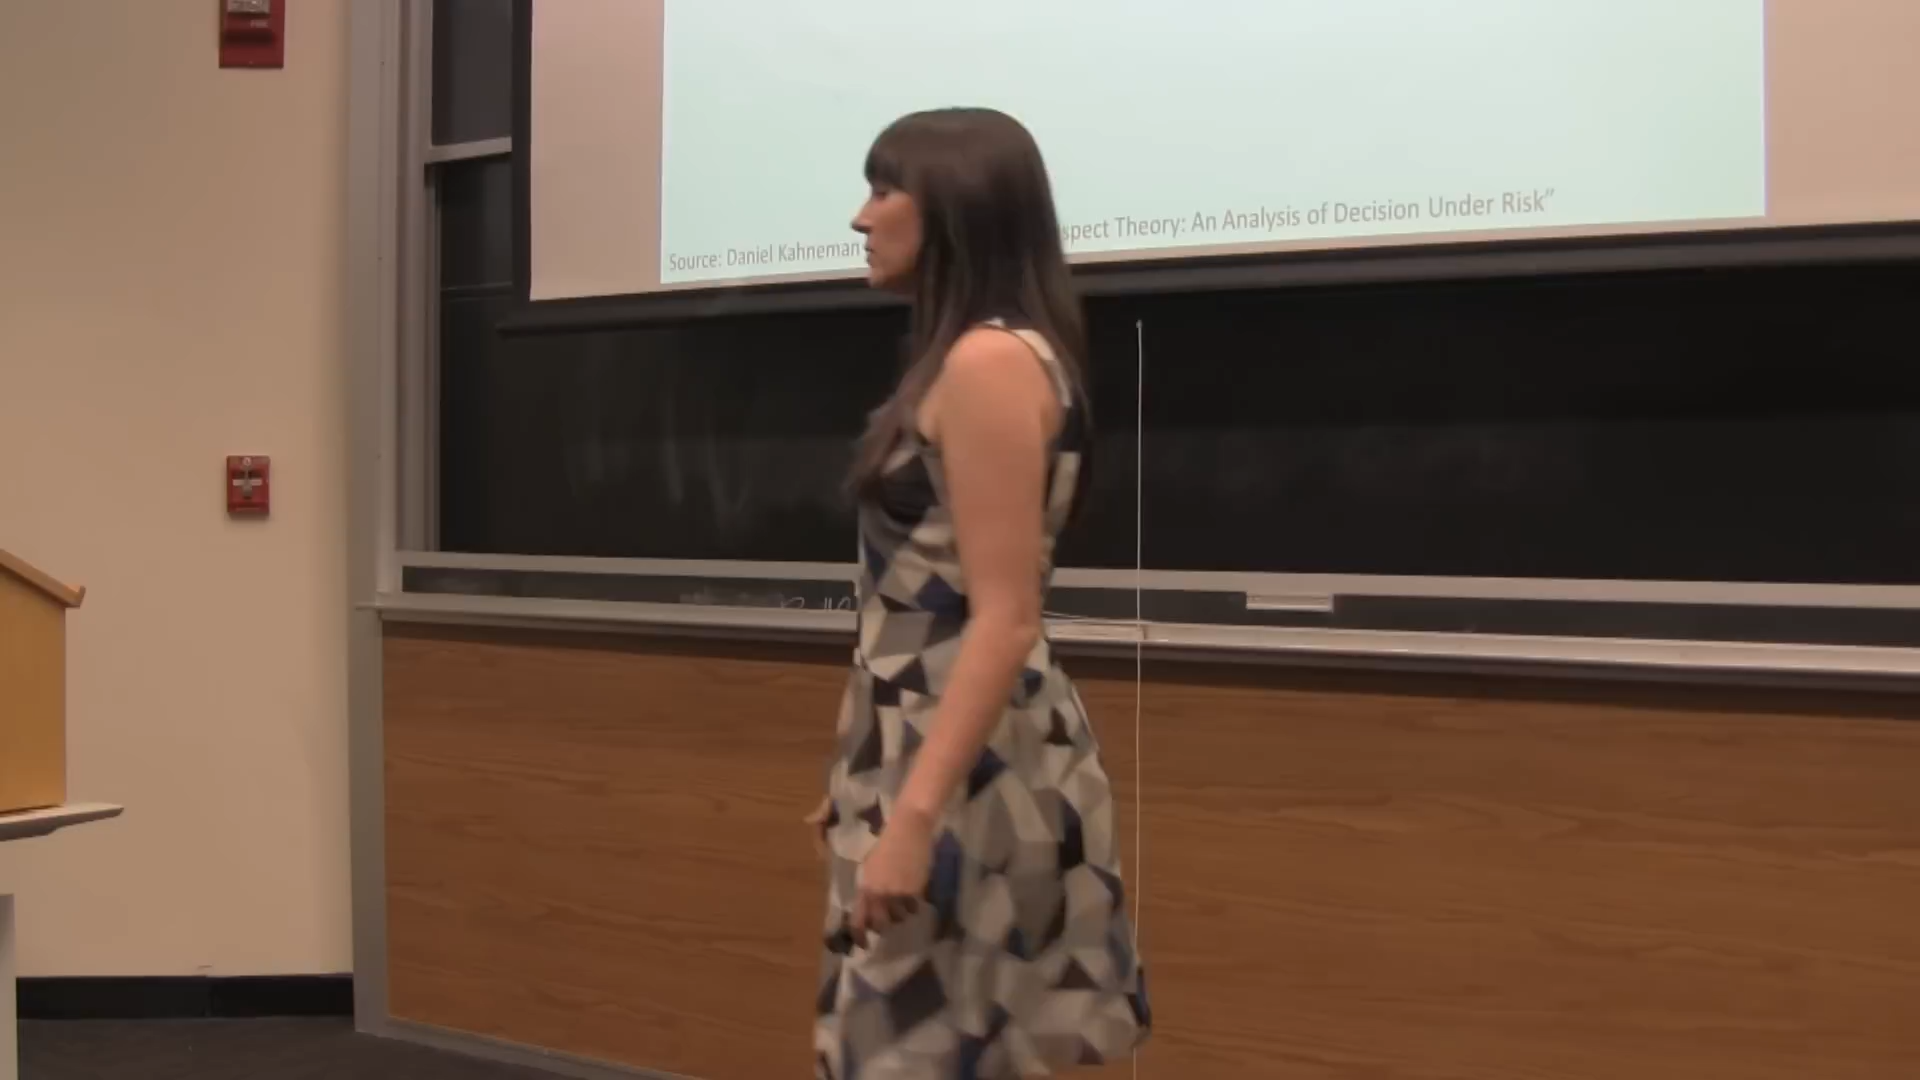 Source: Daniel Kahneman spect Theory: An Analysis of Decision Under Risk”